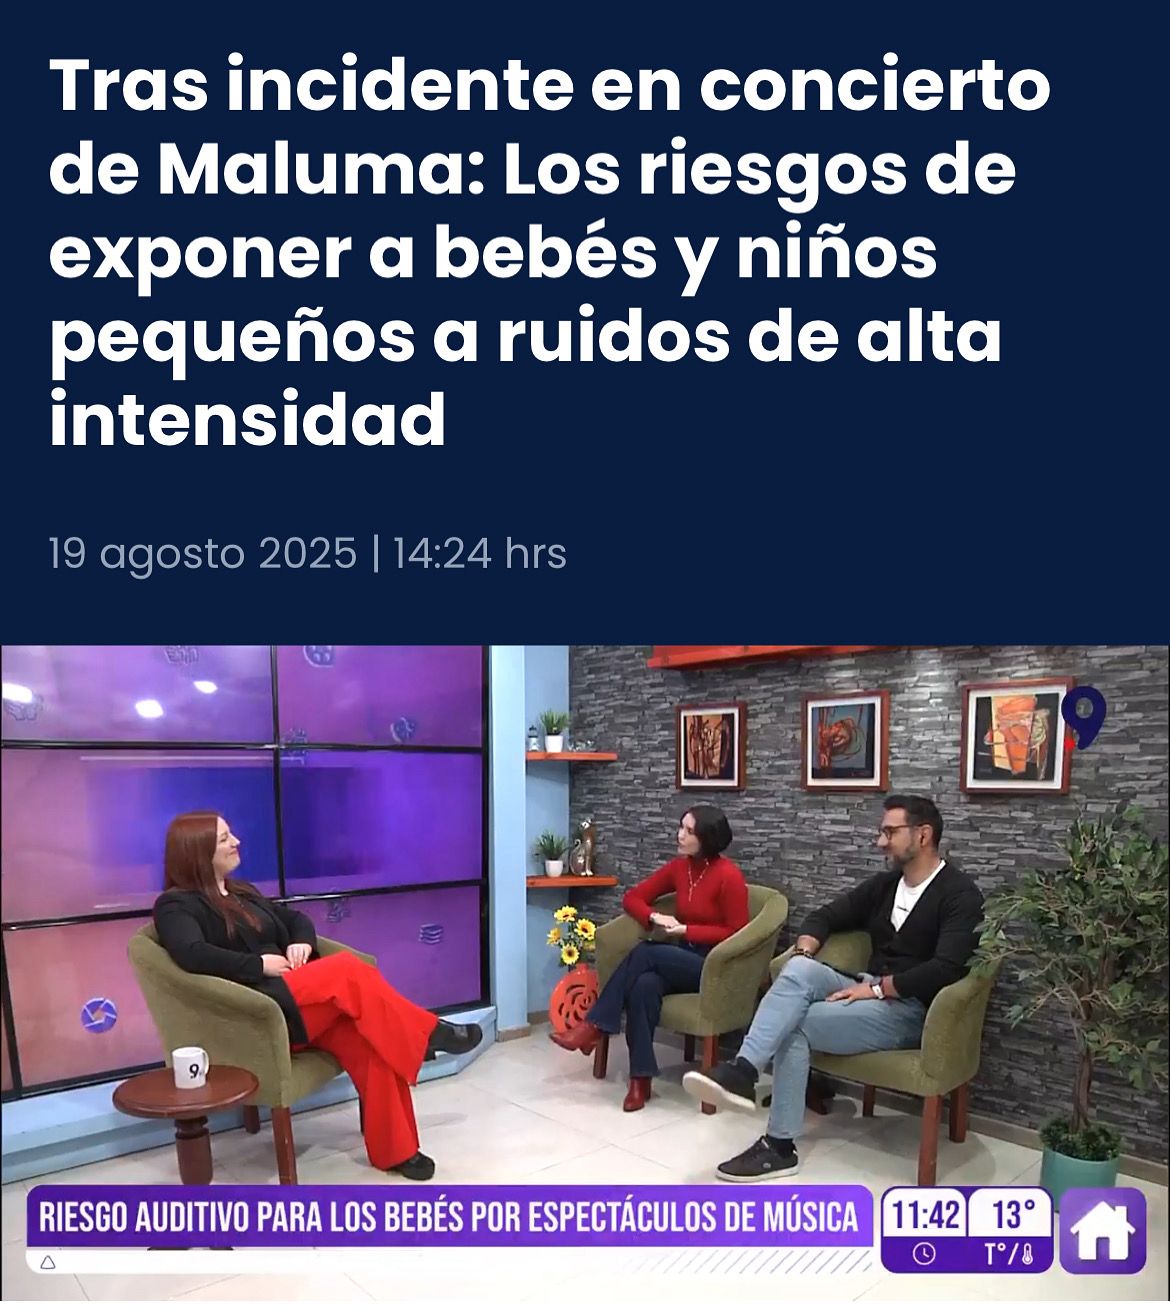 Tras incidente en concierto
de Maluma: Los riesgos de
exponer a bebés y niños
pequeños a ruidos de alta
intensidad
19 agosto 2025 | 14:24 hrs
9
9
RIESGO AUDITIVO PARA LOS BEBÉS POR ESPECTÁCULOS DE MÚSICA
11:42
13°
T°/